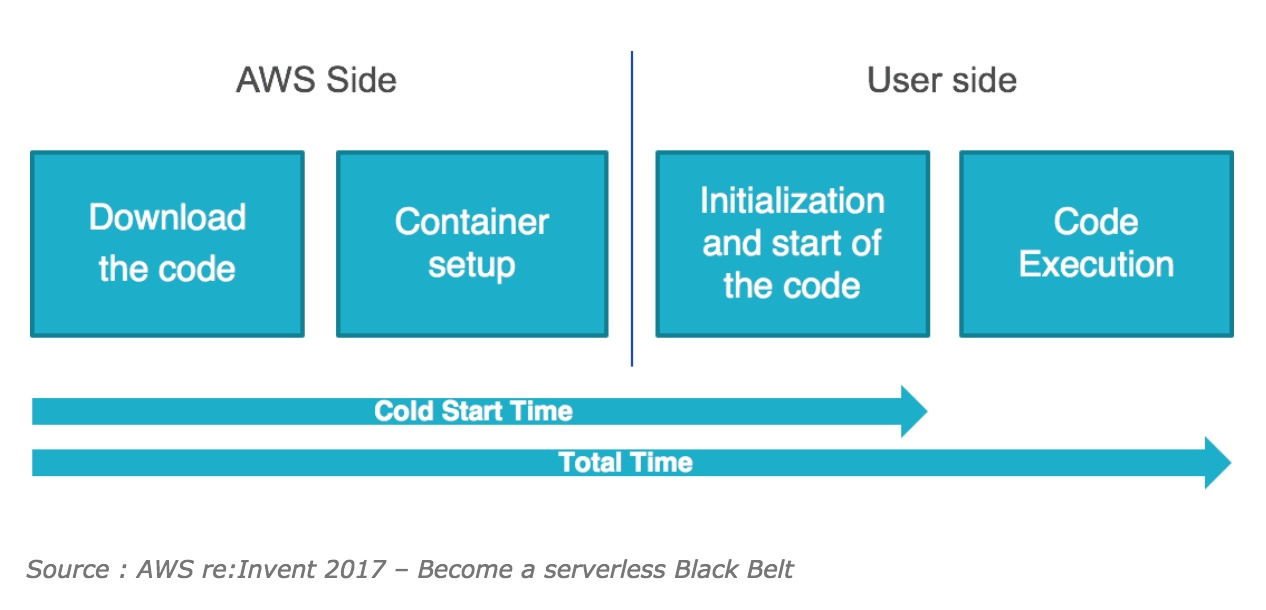 AWS Side
User side
Download
the code
Container
setup
Initialization
and start of
the code
Code
Execution
Cold Start Time
Total Time
Source : AWS re:Invent 2017 – Become a serverless Black Belt